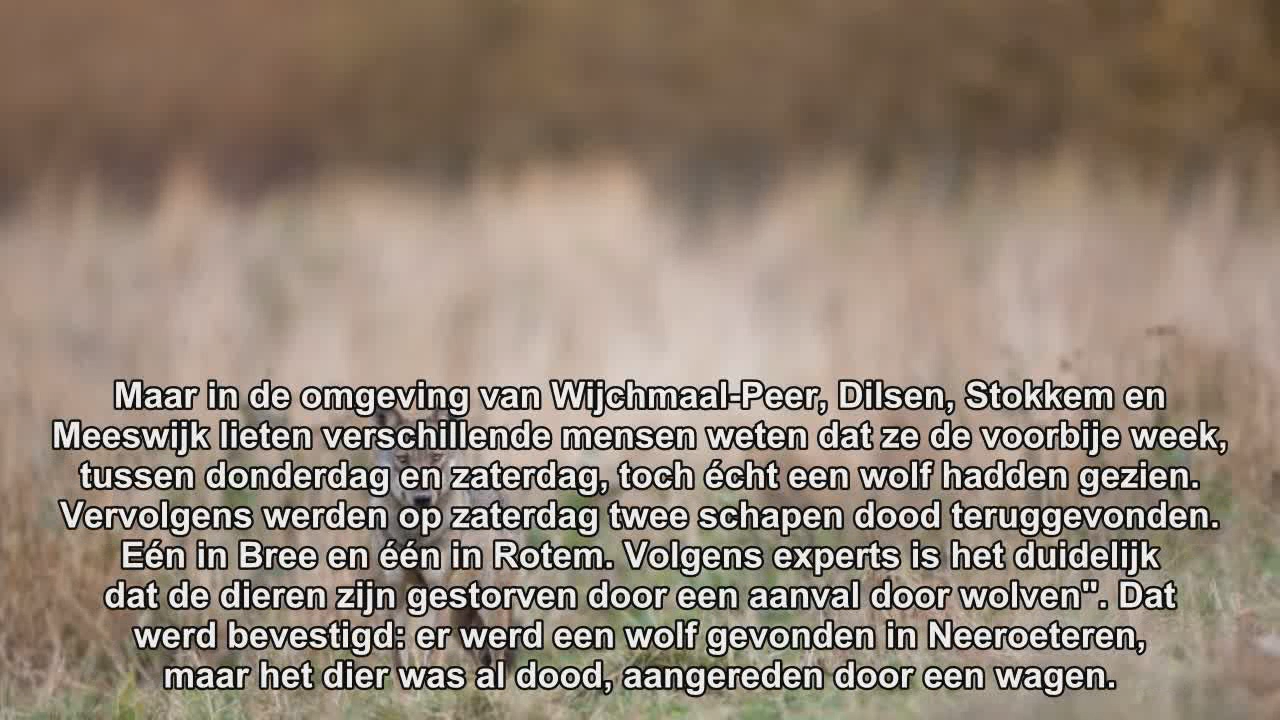 Maar in de omgeving van Wijchmaal-Peer, Dilsen, Stokkem en
Meeswijk lieten verschillende mensen weten dat ze de voorbije week,
tussen donderdag en zaterdag, toch écht een wolf hadden gezien.
Vervolgens werden op zaterdag twee schapen dood teruggevonden.
Eén in Bree en één in Rotem. Volgens experts is het duidelijk
dat de dieren zijn gestorven door een aanval door wolven". Dat
werd bevestigd: er werd een wolf gevonden in Neeroeteren,
maar het dier was al dood, aangereden door een wagen.